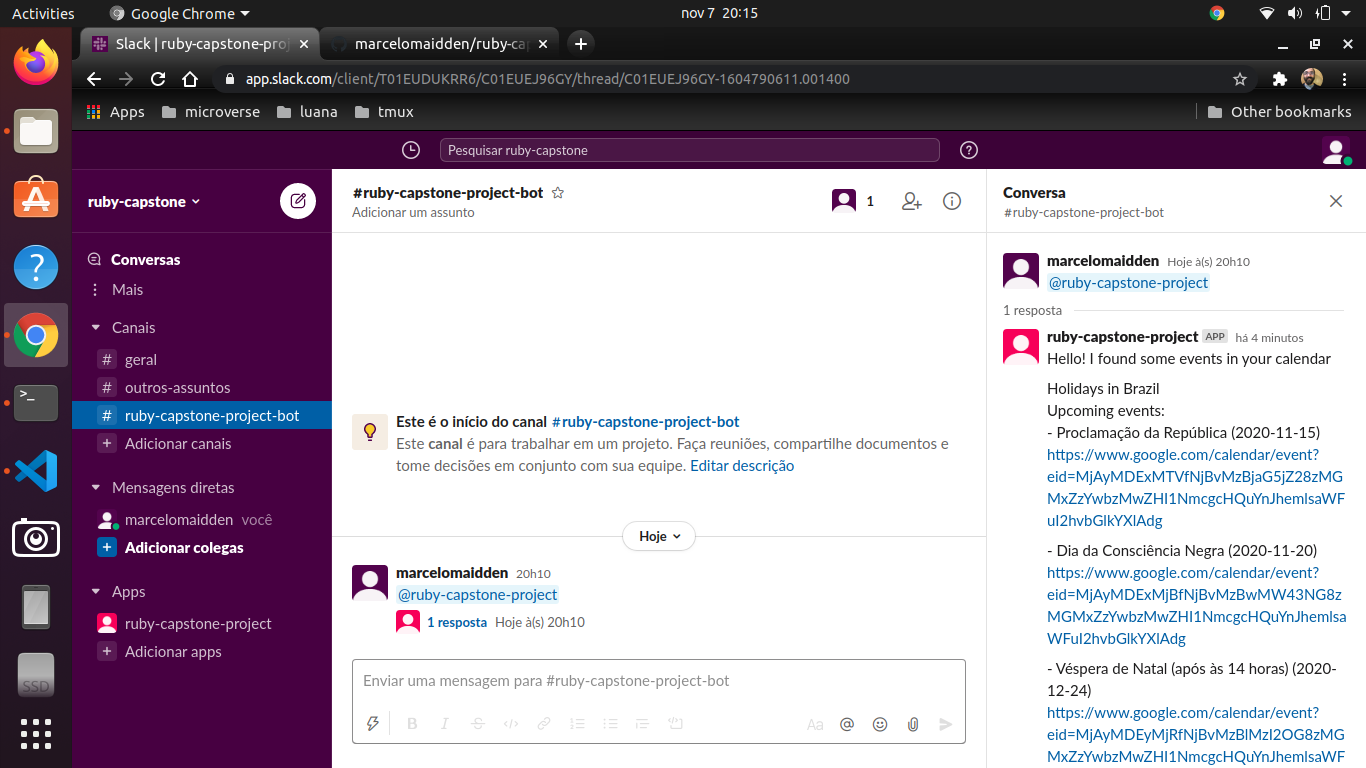 Activities
Google Chrome
nov 7 20:15
Slack | ruby-capstone-proj
marcelomaidden/ruby-cap
app.slack.com/client/T01EUDUKRR6/C01EUEJ96GY/thread/C01EUEJ96GY-1604790611.001400
Apps
microverse
luana
tmux
Other bookmarks
Pesquisar ruby-capstone
ruby-capstone
Conversas
Mais
Canais
# geral
# outros-assuntos
# ruby-capstone-project-bot
+ Adicionar canais
Mensagens diretas
marcelomaidden você
+ Adicionar colegas
Apps
ruby-capstone-project
+ Adicionar apps
#ruby-capstone-project-bot
Adicionar um assunto
1
Este é o início do canal #ruby-capstone-project-bot
Este canal é para trabalhar em um projeto. Faça reuniões, compartilhe documentos e
tome decisões em conjunto com sua equipe. Editar descrição
Hoje
marcelomaidden 20h10
@ruby-capstone-project
1 resposta Hoje à(s) 20h10
Enviar uma mensagem para #ruby-capstone-project-bot
B I S
Aa @
Conversa
#ruby-capstone-project-bot
marcelomaidden Hoje à(s) 20h10
@ruby-capstone-project
1 resposta
ruby-capstone-project APP há 4 minutos
Hello! I found some events in your calendar
Holidays in Brazil
Upcoming events:
- Proclamação da República (2020-11-15)
https://www.google.com/calendar/event?
eid=MjAyMDExMTVfNjBvMzBjaG5jZ28zMG
MxZzYwbzMwZHI1NmcgcHQuYnJhemlsaWF
uI2hvbGlkYXlAdg
- Dia da Consciência Negra (2020-11-20)
https://www.google.com/calendar/event?
eid=MjAyMDExMjBfNjBvMzBwMW43NG8z
MGMxZzYwbzMwZHI1NmcgcHQuYnJhemlsa
WFuI2hvbGlkYXlAdg
- Véspera de Natal (após às 14 horas) (2020-
12-24)
https://www.google.com/calendar/event?
eid=MjAyMDEyMjRfNjBvMzBlMzI2OG8zMG
MxZzYwbzMwZHI1NmcgcHQuYnJhemlsaWF
>_
SSD